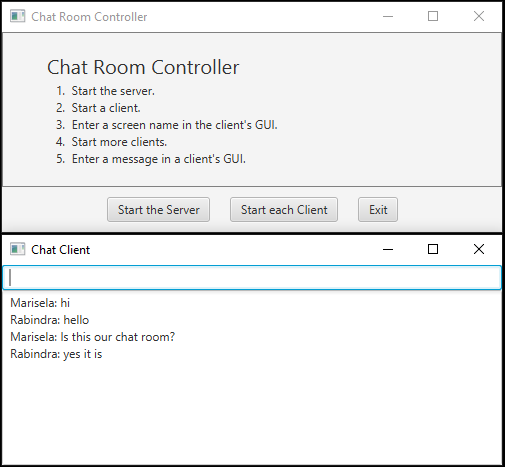 Chat Room Controller
Chat Room Controller
1. Start the server.
2. Start a client.
3. Enter a screen name in the client's GUI.
4. Start more clients.
5. Enter a message in a client's GUI.
Start the Server Start each Client Exit
Chat Client
Marisela: hi
Rabindra: hello
Marisela: Is this our chat room?
Rabindra: yes it is